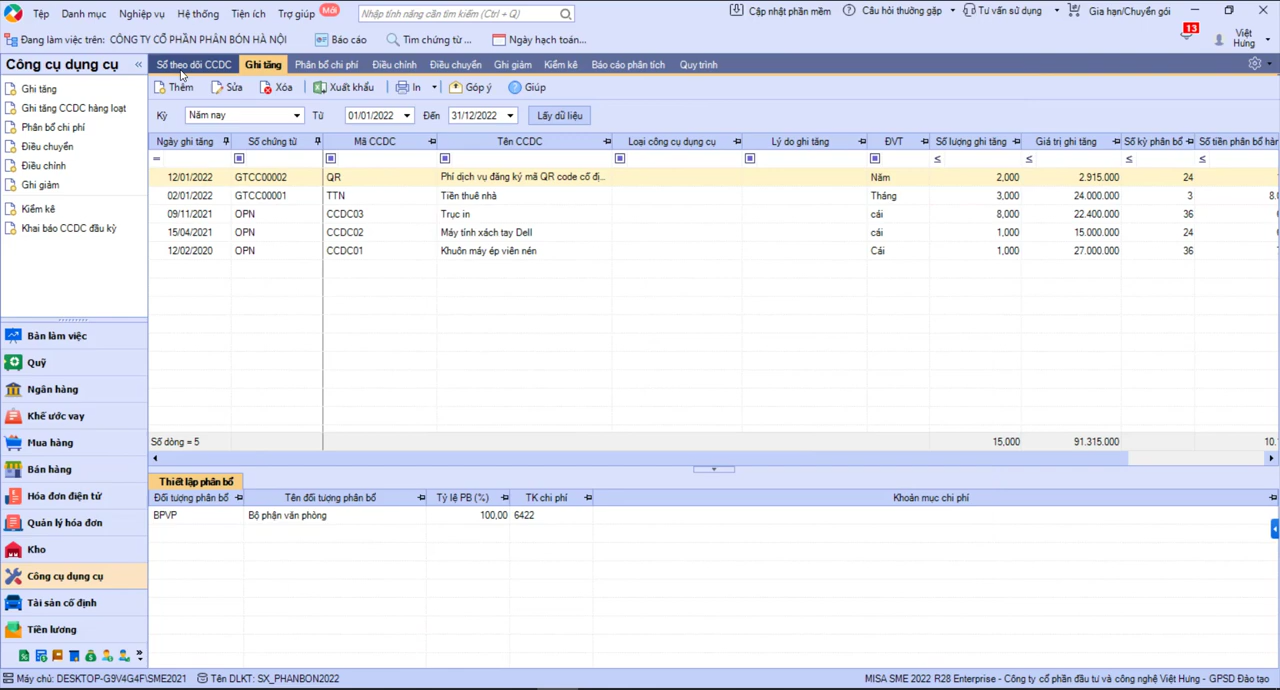 Tệp Danh mục Nghiệp vụ Hệ thống Tiện ích Trợ giúp Mới Nhập tính năng cần tìm kiếm (Ctrl + Q) Cập nhật phần mềm Câu hỏi thường gặp Tư vấn sử dụng Gia hạn/Chuyển gói
Đang làm việc trên: CÔNG TY CỔ PHẦN PHÂN BÓN HÀ NỘI Báo cáo Tìm chứng từ ... Ngày hạch toán... 13 Việt Hưng
Công cụ dụng cụ «
Sổ theo dõi CCDC Ghi tăng Phân bổ chi phí Điều chỉnh Điều chuyển Ghi giảm Kiểm kê Báo cáo phân tích Quy trình
Thêm Sửa Xóa Xuất khẩu In Góp ý Giúp
Kỳ Năm nay Từ 01/01/2022 Đến 31/12/2022 Lấy dữ liệu
Ghi tăng
Ghi tăng CCDC hàng loạt
Phân bổ chi phí
Điều chuyển
Điều chỉnh
Ghi giảm
Kiểm kê
Khai báo CCDC đầu kỳ
Bàn làm việc
Quỹ
Ngân hàng
Khế ước vay
Mua hàng
Bán hàng
Hóa đơn điện tử
Quản lý hóa đơn
Kho
Công cụ dụng cụ
Tài sản cố định
Tiền lương
Ngày ghi tăng Số chứng từ Mã CCDC Tên CCDC Loại công cụ dụng cụ Lý do ghi tăng ĐVT Số lượng ghi tăng Giá trị ghi tăng Số kỳ phân bổ Số tiền phân bổ hàn
= ≤ ≤ ≤ ≤
12/01/2022 GTCC00002 QR Phí dịch vụ đăng ký mã QR code cố đị... Năm 2,000 2.915.000 24
02/01/2022 GTCC00001 TTN Tiền thuê nhà Tháng 3,000 24.000.000 3 8.0
09/11/2021 OPN CCDC03 Trục in cái 8,000 22.400.000 36
15/04/2021 OPN CCDC02 Máy tính xách tay Dell cái 1,000 15.000.000 24
12/02/2020 OPN CCDC01 Khuôn máy ép viên nén Cái 1,000 27.000.000 36
Số dòng = 5 15,000 91.315.000 10.
Thiết lập phân bổ
Đối tượng phân bổ Tên đối tượng phân bổ Tỷ lệ PB (%) TK chi phí Khoản mục chi phí
BPVP Bộ phận văn phòng 100,00 6422
Máy chủ: DESKTOP-G9V4G4F\SME2021 Tên DLKT: SX_PHANBON2022 MISA SME 2022 R28 Enterprise - Công ty cổ phần đầu tư và công nghệ Việt Hưng - GPSD Đào tạo